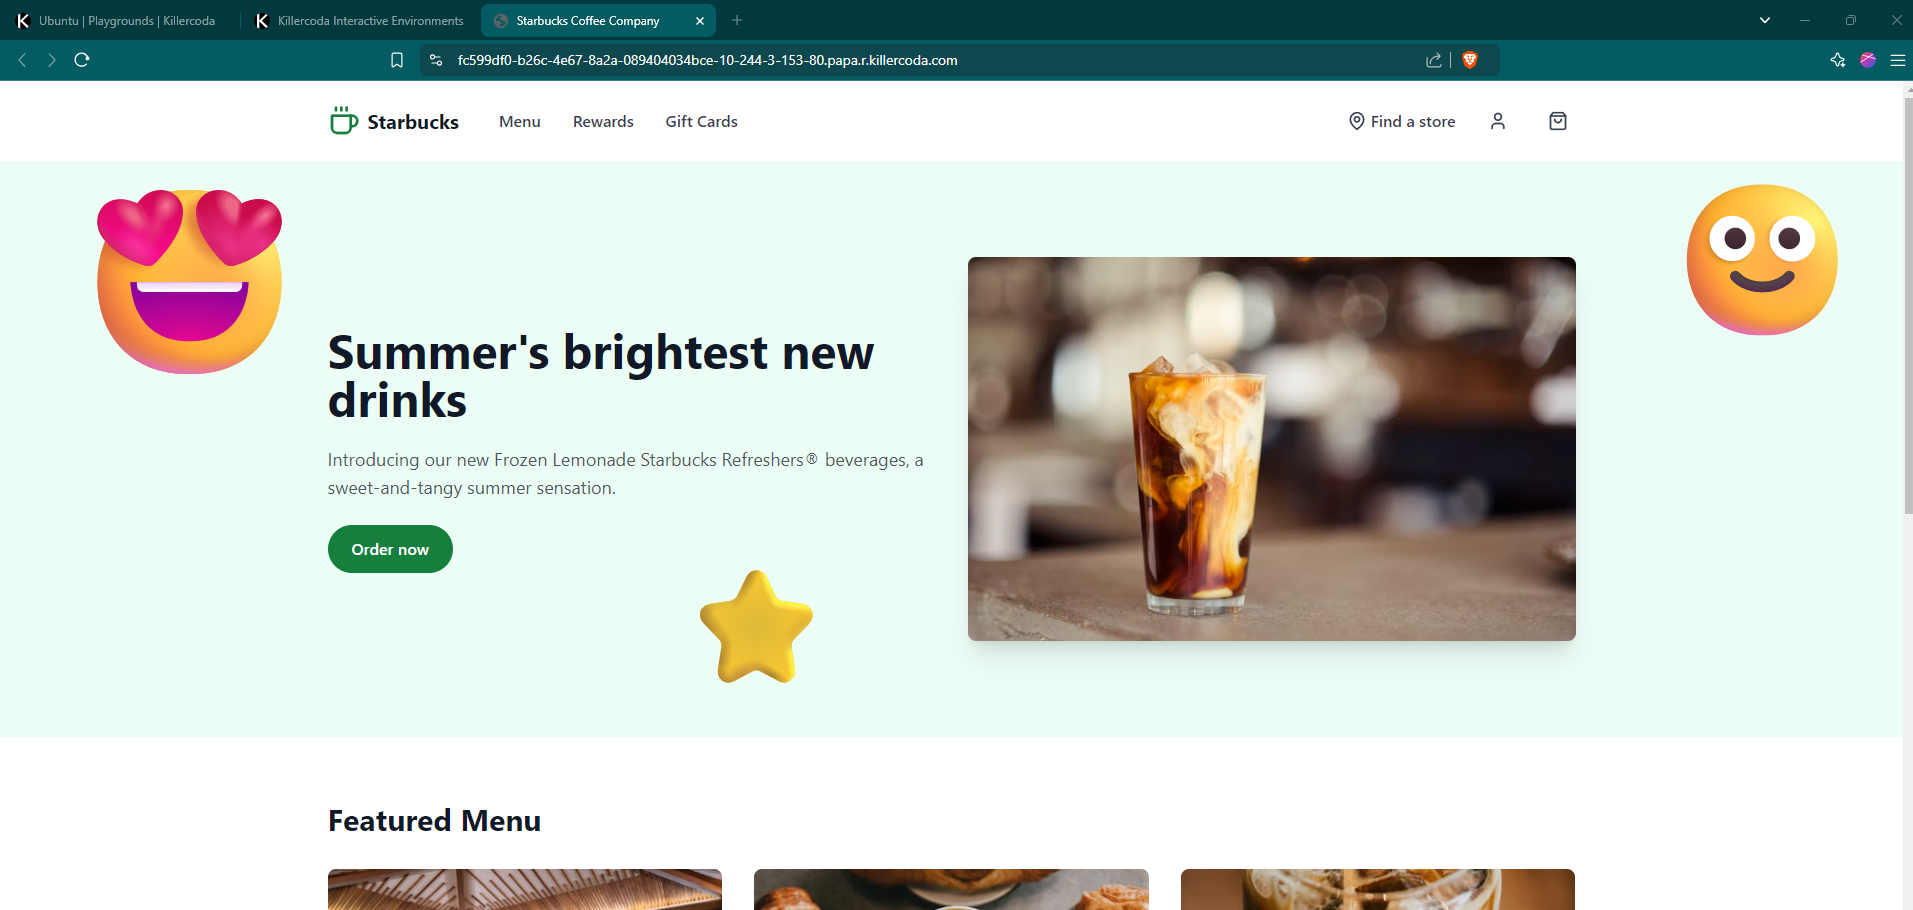 Ubuntu | Playgrounds | Killercoda
Killercoda Interactive Environments
Starbucks Coffee Company
fc599df0-b26c-4e67-8a2a-089404034bce-10-244-3-153-80.papa.r.killercoda.com
Starbucks
Menu
Rewards
Gift Cards
Find a store
Summer's brightest new
drinks
Introducing our new Frozen Lemonade Starbucks Refreshers® beverages, a
sweet-and-tangy summer sensation.
Order now
Featured Menu